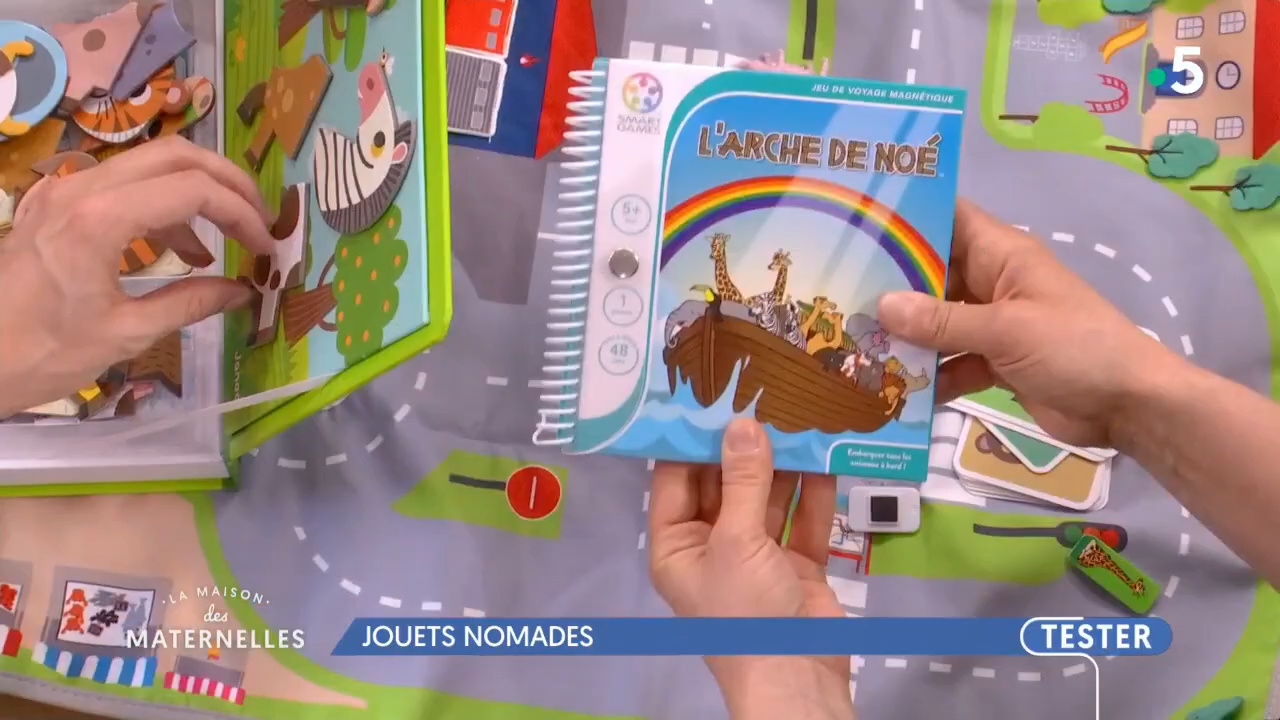 5
JEU DE VOYAGE MAGNÉTIQUE
SMART
GAMES
L'ARCHE DE NOÉ
5+
1
48
Embarquez tous les
animaux à bord !
LA MAISON
des
MATERNELLES
JOUETS NOMADES
TESTER